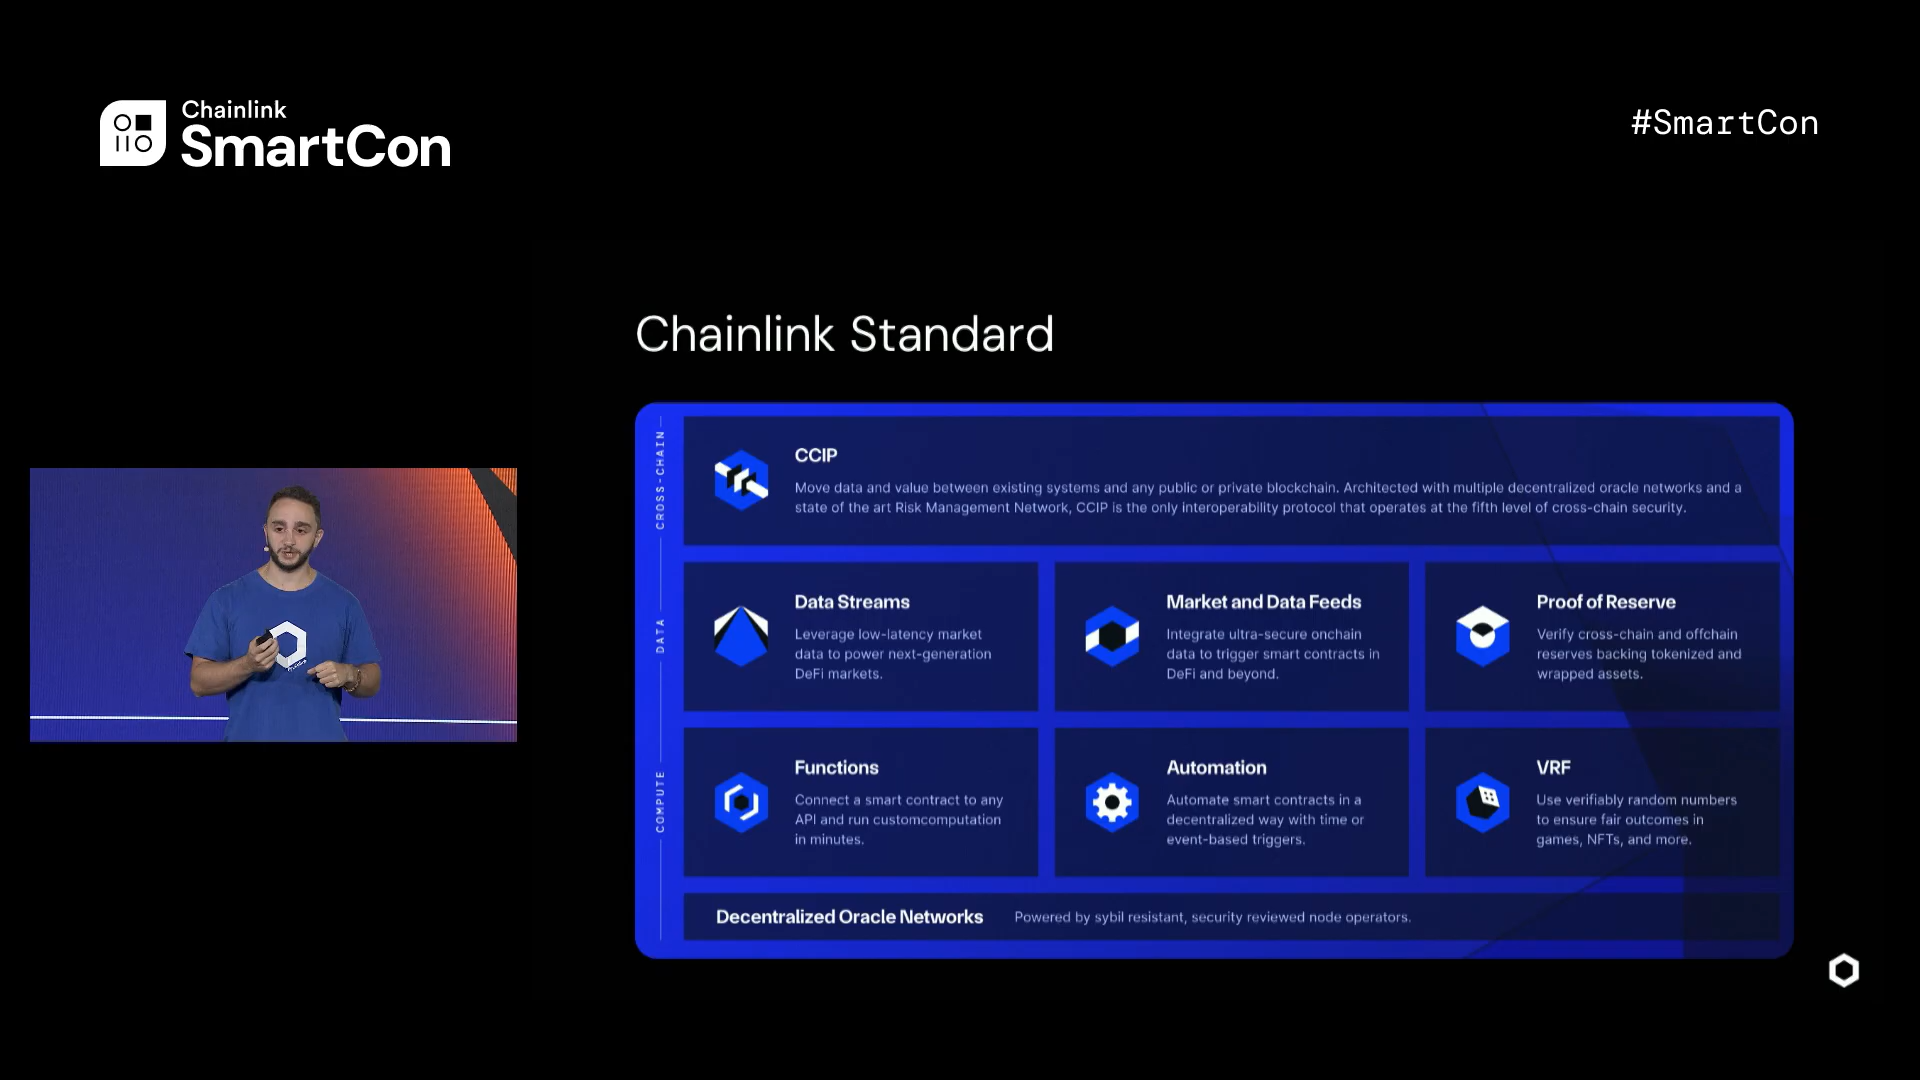 Chainlink
SmartCon
#SmartCon
Chainlink Standard
CROSS-CHAIN
CCIP
Move data and value between existing systems and any public or private blockchain. Architected with multiple decentralized oracle networks and a
state of the art Risk Management Network, CCIP is the only interoperability protocol that operates at the fifth level of cross-chain security.
DATA
Data Streams
Leverage low-latency market
data to power next-generation
DeFi markets.
Market and Data Feeds
Integrate ultra-secure onchain
data to trigger smart contracts in
DeFi and beyond.
Proof of Reserve
Verify cross-chain and offchain
reserves backing tokenized and
wrapped assets.
COMPUTE
Functions
Connect a smart contract to any
API and run customcomputation
in minutes.
Automation
Automate smart contracts in a
decentralized way with time or
event-based triggers.
VRF
Use verifiably random numbers
to ensure fair outcomes in
games, NFTs, and more.
Decentralized Oracle Networks Powered by sybil resistant, security reviewed node operators.